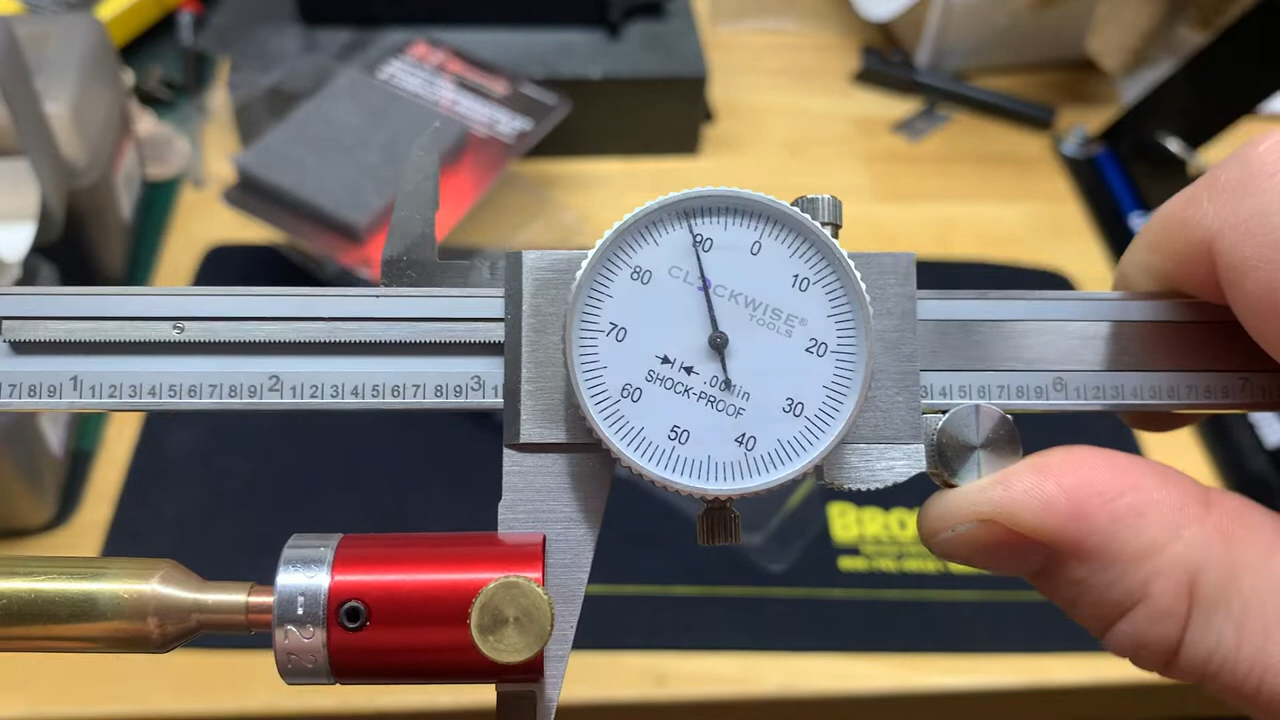 90 0
80 10
CLOCKWISE®
TOOLS
70 20
.001in
SHOCK-PROOF
60 30
50 40
7 8 9 1 1 2 3 4 5 6 7 8 9 2 1 2 3 4 5 6 7 8 9 3 1
3 4 5 6 7 8 9 6 1 2 3 4 5 6 7 8 9 7
BRO
22